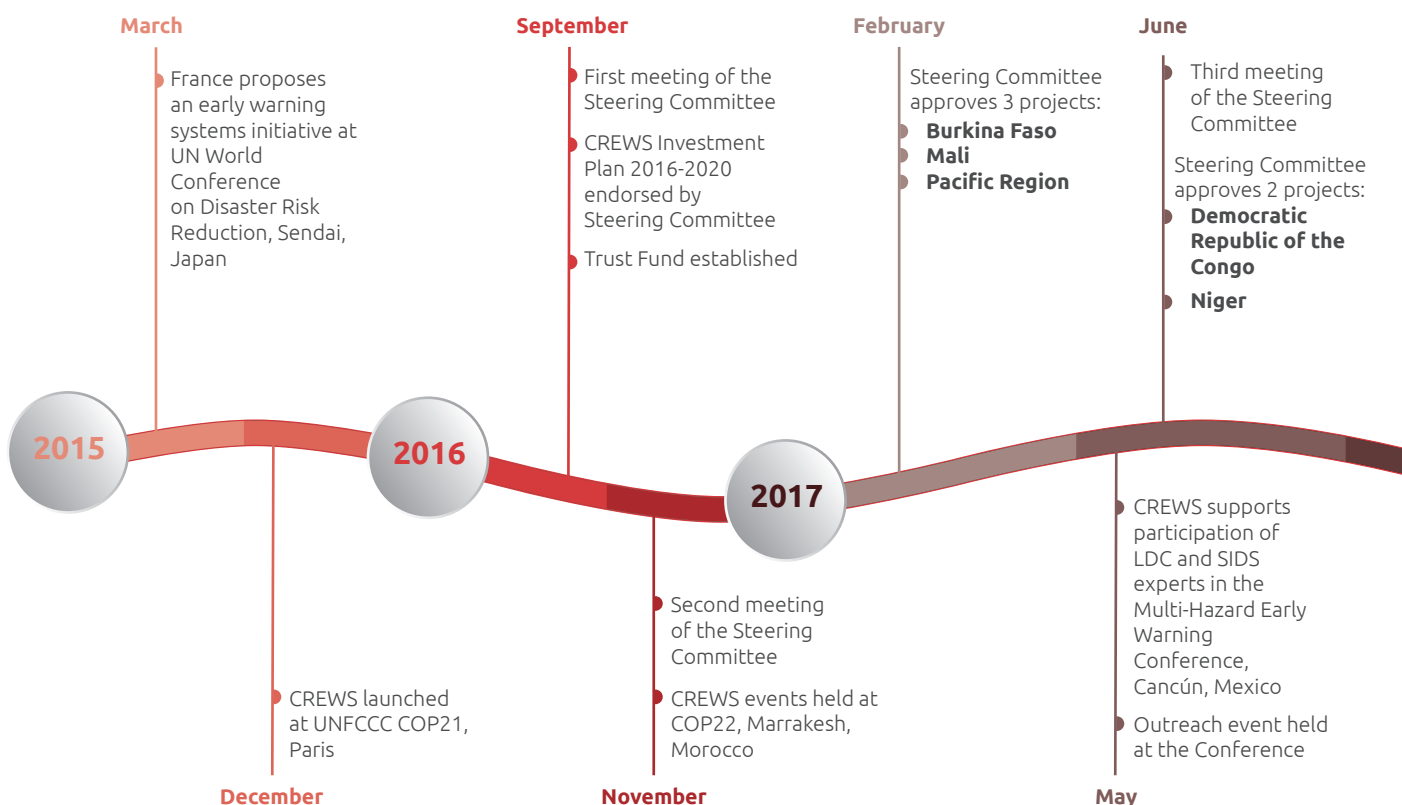 March
France proposes
an early warning
systems initiative at
UN World
Conference
on Disaster Risk
Reduction, Sendai,
Japan
September
First meeting of the
Steering Committee
CREWS Investment
Plan 2016-2020
endorsed by
Steering Committee
Trust Fund established
February
Steering Committee
approves 3 projects:
Burkina Faso
Mali
Pacific Region
June
Third meeting
of the Steering
Committee
Steering Committee
approves 2 projects:
Democratic
Republic of the
Congo
Niger
2015
2016
2017
CREWS launched
at UNFCCC COP21,
Paris
December
Second meeting
of the Steering
Committee
CREWS events held at
COP22, Marrakesh,
Morocco
November
CREWS supports
participation of
LDC and SIDS
experts in the
Multi-Hazard Early
Warning
Conference,
Cancún, Mexico
Outreach event held
at the Conference
May